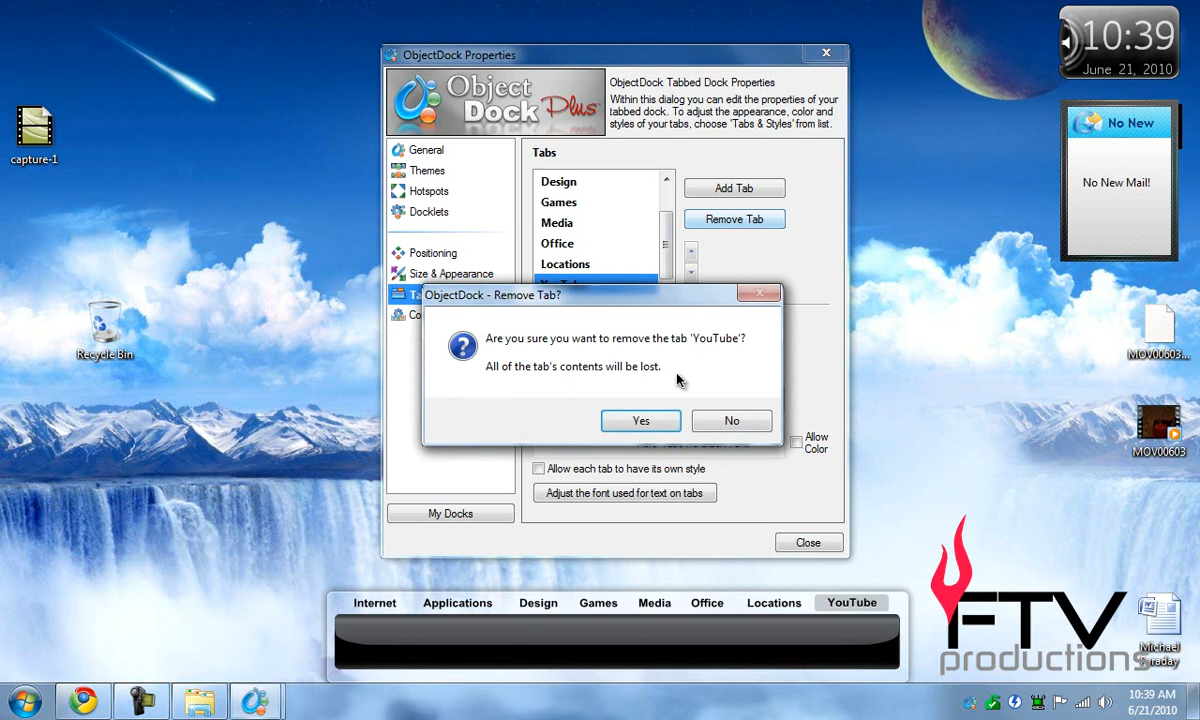 10:39
June 21, 2010
No New
No New Mail!
capture-1
Recycle Bin
MOV00603...
MOV00603
Michael
ObjectDock Properties
Object
Dock Plus
ObjectDock Tabbed Dock Properties
Within this dialog you can edit the properties of your
tabbed dock. To adjust the appearance, color and
styles of your tabs, choose 'Tabs & Styles' from list.
General
Themes
Hotspots
Docklets
Positioning
Size & Appearance
My Docks
Tabs
Design
Games
Media
Office
Locations
Add Tab
Remove Tab
ObjectDock - Remove Tab?
Are you sure you want to remove the tab 'YouTube'?
All of the tab's contents will be lost.
Yes
No
Allow
Color
Allow each tab to have its own style
Adjust the font used for text on tabs
Close
Internet
Applications
Design
Games
Media
Office
Locations
YouTube
FTV
productions
10:39 AM
6/21/2010